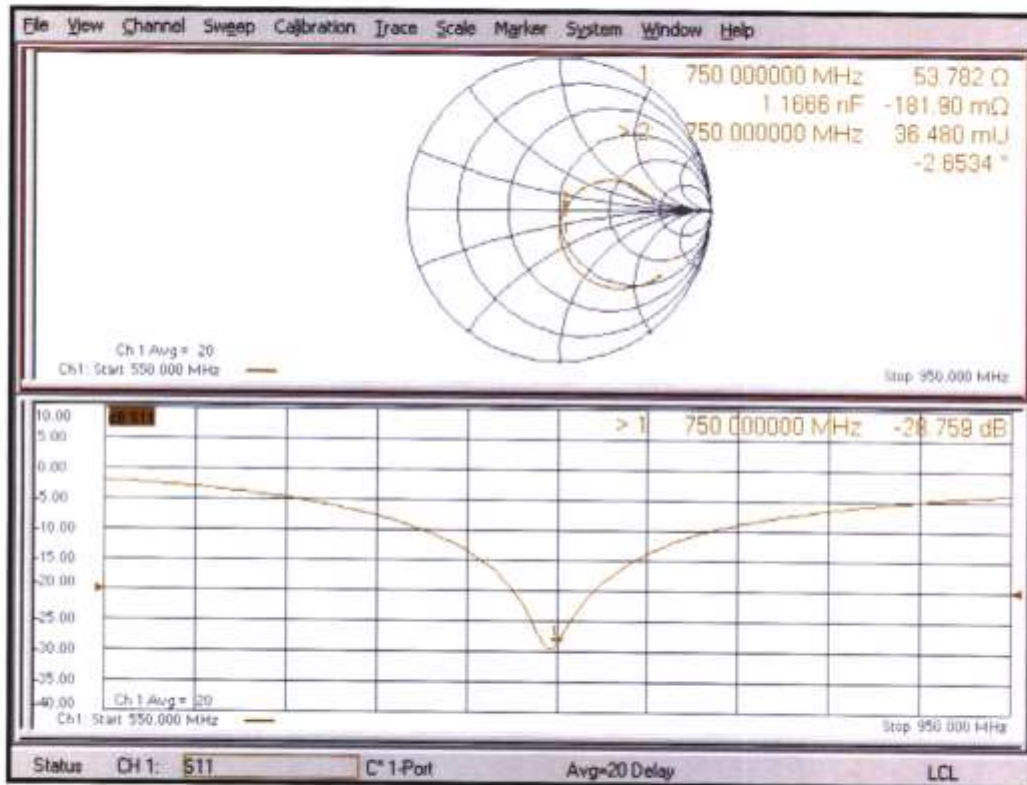 File View Channel Sweep Calibration Trace Scale Marker System Window Help
1 750.000000 MHz 53.782 Ω
1.1666 nF -181.90 mΩ
> 2 750.000000 MHz 36.480 mU
-2.6534 °
Ch 1 Avg = 20
Ch1: Start 550.000 MHz
Stop 950.000 MHz
10.00
dB S11
> 1 750.000000 MHz -28.759 dB
5.00
0.00
-5.00
-10.00
-15.00
-20.00
-25.00
1
-30.00
-35.00
-40.00
Ch 1 Avg = 20
Ch1: Start 550.000 MHz
Stop 950.000 MHz
Status CH 1: S11 C* 1-Port Avg=20 Delay LCL